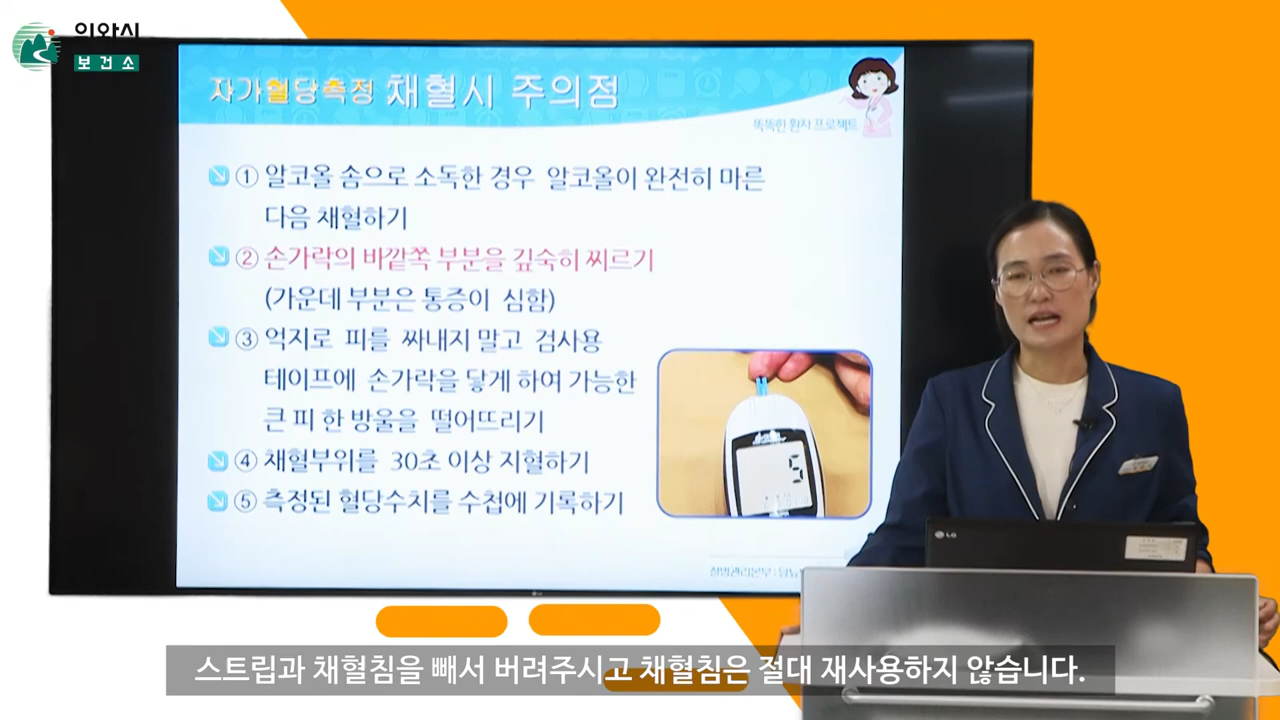 의왕시
보건소
자가혈당측정 채혈시 주의점
똑똑한 환자 프로젝트
① 알코올 솜으로 소독한 경우 알코올이 완전히 마른
다음 채혈하기
② 손가락의 바깥쪽 부분을 깊숙히 찌르기
(가운데 부분은 통증이 심함)
③ 억지로 피를 짜내지 말고 검사용
테이프에 손가락을 닿게 하여 가능한
큰 피 한 방울을 떨어뜨리기
5
④ 채혈부위를 30초 이상 지혈하기
⑤ 측정된 혈당수치를 수첩에 기록하기
LG
스트립과 채혈침을 빼서 버려주시고 채혈침은 절대 재사용하지 않습니다.